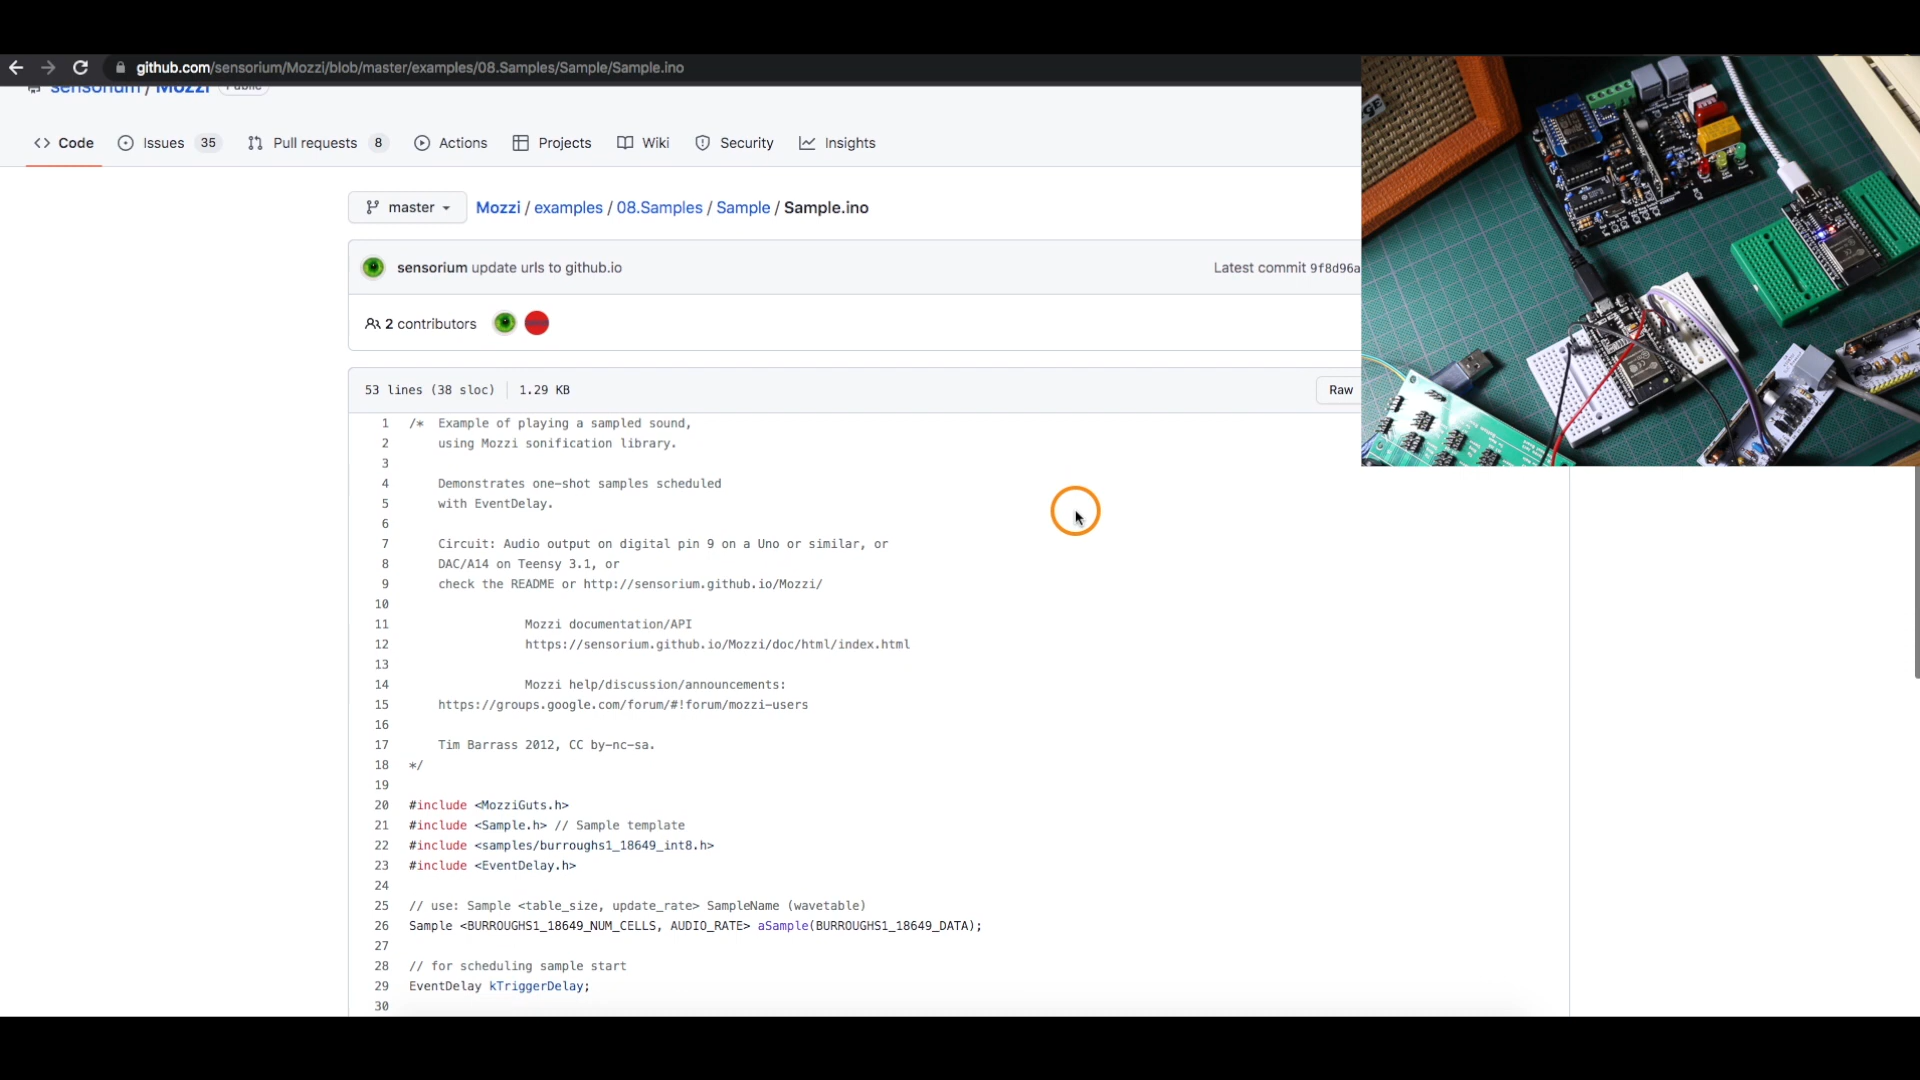 github.com/sensorium/Mozzi/blob/master/examples/08.Samples/Sample/Sample.ino
sensorium / Mozzi Public
<> Code Issues 35 Pull requests 8 Actions Projects Wiki Security Insights
master Mozzi / examples / 08.Samples / Sample / Sample.ino
sensorium update urls to github.io Latest commit 9f8d96a
2 contributors
53 lines (38 sloc) 1.29 KB Raw
1 /* Example of playing a sampled sound,
2 using Mozzi sonification library.
3
4 Demonstrates one-shot samples scheduled
5 with EventDelay.
6
7 Circuit: Audio output on digital pin 9 on a Uno or similar, or
8 DAC/A14 on Teensy 3.1, or
9 check the README or http://sensorium.github.io/Mozzi/
10
11 Mozzi documentation/API
12 https://sensorium.github.io/Mozzi/doc/html/index.html
13
14 Mozzi help/discussion/announcements:
15 https://groups.google.com/forum/#!forum/mozzi-users
16
17 Tim Barrass 2012, CC by-nc-sa.
18 */
19
20 #include <MozziGuts.h>
21 #include <Sample.h> // Sample template
22 #include <samples/burroughs1_18649_int8.h>
23 #include <EventDelay.h>
24
25 // use: Sample <table_size, update_rate> SampleName (wavetable)
26 Sample <BURROUGHS1_18649_NUM_CELLS, AUDIO_RATE> aSample(BURROUGHS1_18649_DATA);
27
28 // for scheduling sample start
29 EventDelay kTriggerDelay;
30